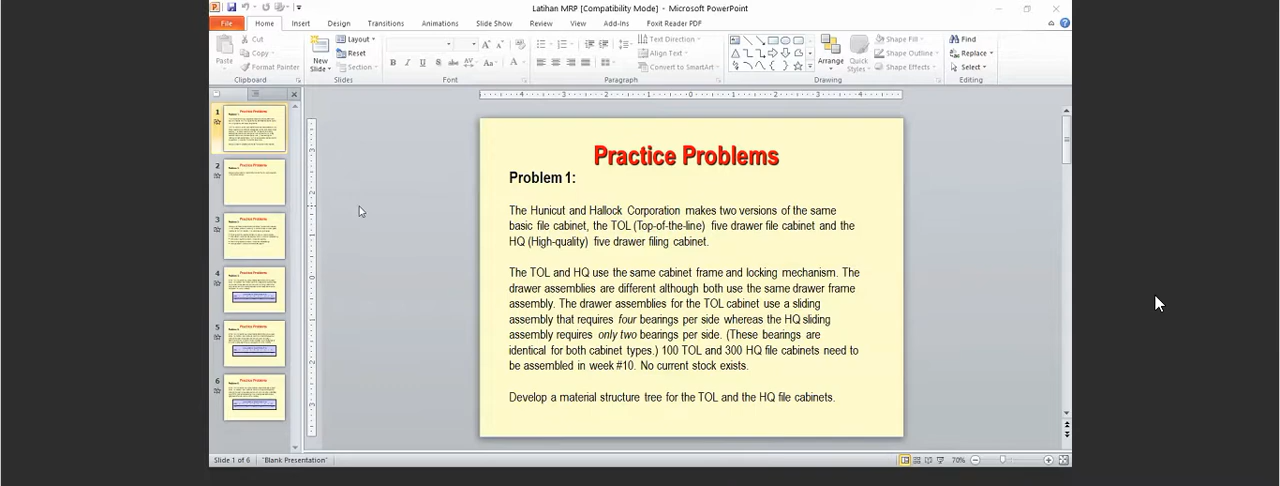 Latihan MRP [Compatibility Mode] - Microsoft PowerPoint
File Home Insert Design Transitions Animations Slide Show Review View Add-Ins Foxit Reader PDF
Cut
Copy
Format Painter
Paste
Clipboard
New
Slide
Layout
Reset
Section
Slides
Font
Text Direction
Align Text
Convert to SmartArt
Paragraph
Arrange
Quick
Styles
Shape Fill
Shape Outline
Shape Effects
Drawing
Find
Replace
Select
Editing
1
2
3
4
5
6
Practice Problems
Problem 1:
The Hunicut and Hallock Corporation makes two versions of the same
basic file cabinet, the TOL (Top-of-the-line) five drawer file cabinet and the
HQ (High-quality) five drawer filing cabinet.
The TOL and HQ use the same cabinet frame and locking mechanism. The
drawer assemblies are different although both use the same drawer frame
assembly. The drawer assemblies for the TOL cabinet use a sliding
assembly that requires four bearings per side whereas the HQ sliding
assembly requires only two bearings per side. (These bearings are
identical for both cabinet types.) 100 TOL and 300 HQ file cabinets need to
be assembled in week #10. No current stock exists.
Develop a material structure tree for the TOL and the HQ file cabinets.
Slide 1 of 6 "Blank Presentation" 70%